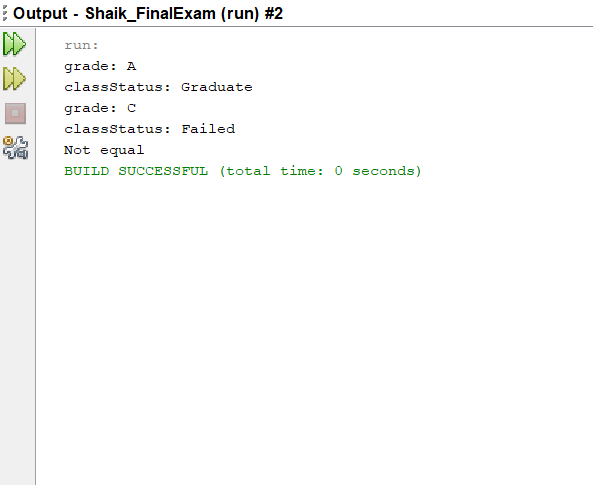 Output - Shaik_FinalExam (run) #2
run:
grade: A
classStatus: Graduate
grade: C
classStatus: Failed
Not equal
BUILD SUCCESSFUL (total time: 0 seconds)